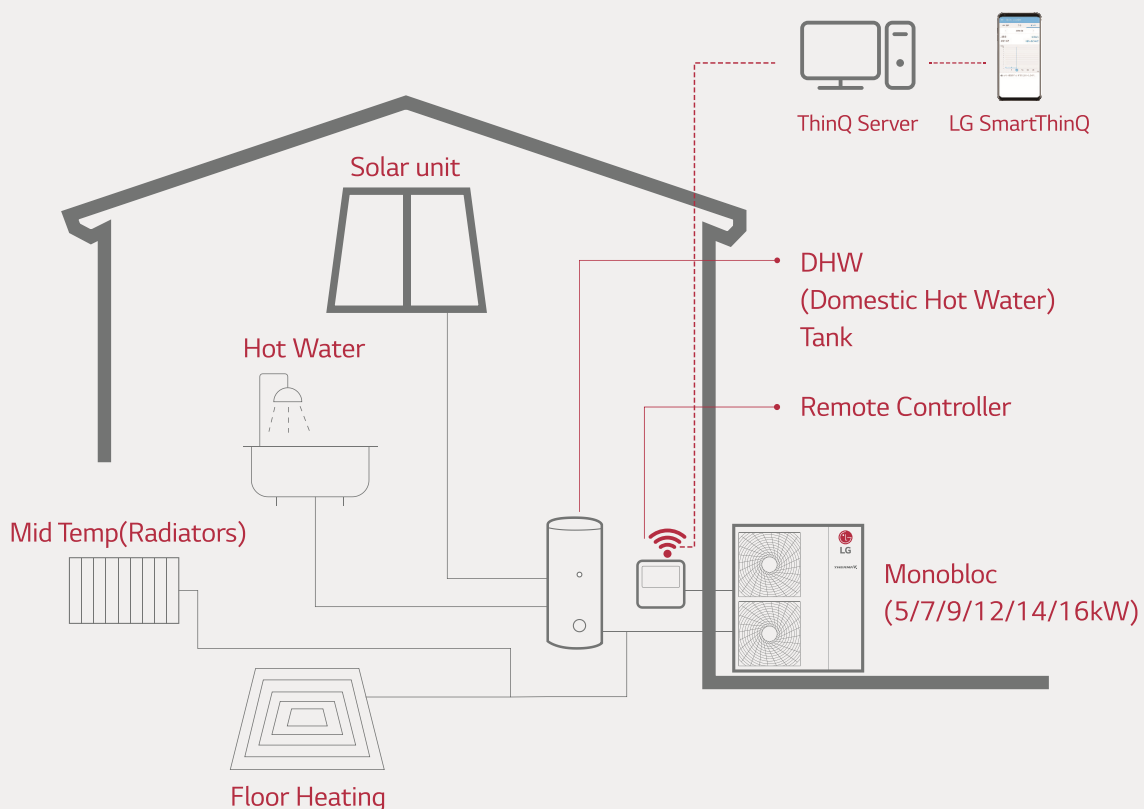 ThinQ Server
LG SmartThinQ
Solar unit
DHW
(Domestic Hot Water)
Tank
Hot Water
Remote Controller
Mid Temp(Radiators)
LG
THERMA V
Monobloc
(5/7/9/12/14/16kW)
Floor Heating